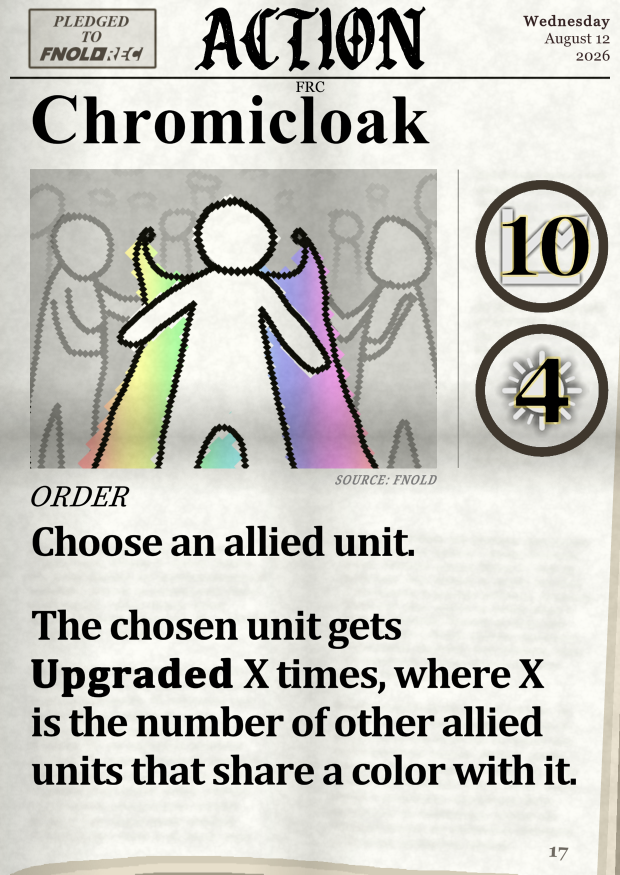 PLEDGED
TO
FNOLD REC
ACTION
Wednesday
August 12
2026
FRC
Chromicloak
10
4
SOURCE: FNOLD
ORDER
Choose an allied unit.
The chosen unit gets
Upgraded X times, where X
is the number of other allied
units that share a color with it.
17